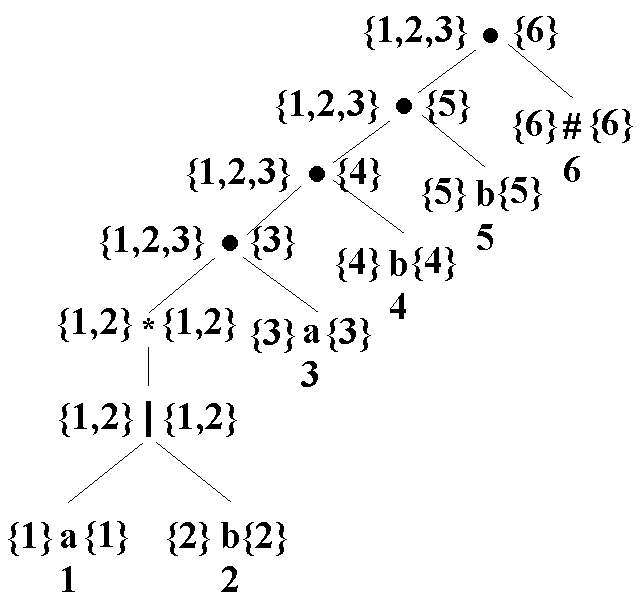 {1,2,3} • {6}
{1,2,3} • {5}
{6} # {6}
6
{1,2,3} • {4}
{5} b {5}
5
{1,2,3} • {3}
{4} b {4}
4
{1,2} * {1,2}
{3} a {3}
3
{1,2} | {1,2}
{1} a {1}
1
{2} b {2}
2